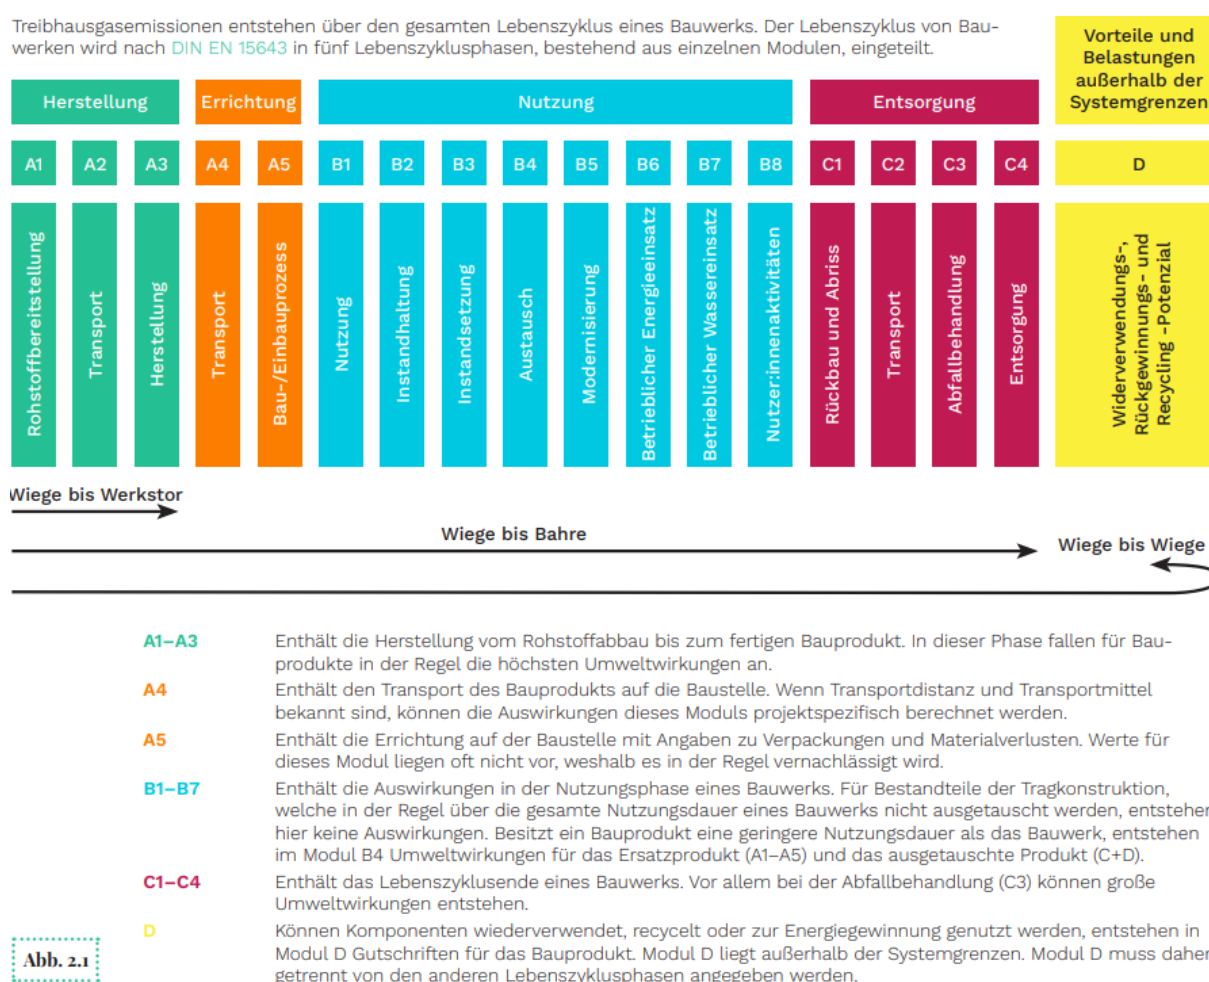 Treibhausgasemissionen entstehen über den gesamten Lebenszyklus eines Bauwerks. Der Lebenszyklus von Bau-
werken wird nach DIN EN 15643 in fünf Lebenszyklusphasen, bestehend aus einzelnen Modulen, eingeteilt.
Vorteile und
Belastungen
außerhalb der
Systemgrenzen
Herstellung
Errichtung
Nutzung
Entsorgung
A1
A2
A3
A4
A5
B1
B2
B3
B4
B5
B6
B7
B8
C1
C2
C3
C4
D
Rohstoffbereitstellung
Transport
Herstellung
Transport
Bau-/Einbauprozess
Nutzung
Instandhaltung
Instandsetzung
Austausch
Modernisierung
Betrieblicher Energieeinsatz
Betrieblicher Wassereinsatz
Nutzer:innenaktivitäten
Rückbau und Abriss
Transport
Abfallbehandlung
Entsorgung
Widerverwendungs-,
Rückgewinnungs- und
Recycling -Potenzial
Wiege bis Werkstor
Wiege bis Bahre
Wiege bis Wiege
A1–A3
Enthält die Herstellung vom Rohstoffabbau bis zum fertigen Bauprodukt. In dieser Phase fallen für Bau-
produkte in der Regel die höchsten Umweltwirkungen an.
A4
Enthält den Transport des Bauprodukts auf die Baustelle. Wenn Transportdistanz und Transportmittel
bekannt sind, können die Auswirkungen dieses Moduls projektspezifisch berechnet werden.
A5
Enthält die Errichtung auf der Baustelle mit Angaben zu Verpackungen und Materialverlusten. Werte für
dieses Modul liegen oft nicht vor, weshalb es in der Regel vernachlässigt wird.
B1–B7
Enthält die Auswirkungen in der Nutzungsphase eines Bauwerks. Für Bestandteile der Tragkonstruktion,
welche in der Regel über die gesamte Nutzungsdauer eines Bauwerks nicht ausgetauscht werden, entstehen
hier keine Auswirkungen. Besitzt ein Bauprodukt eine geringere Nutzungsdauer als das Bauwerk, entstehen
im Modul B4 Umweltwirkungen für das Ersatzprodukt (A1–A5) und das ausgetauschte Produkt (C+D).
C1–C4
Enthält das Lebenszyklusende eines Bauwerks. Vor allem bei der Abfallbehandlung (C3) können große
Umweltwirkungen entstehen.
D
Können Komponenten wiederverwendet, recycelt oder zur Energiegewinnung genutzt werden, entstehen in
Modul D Gutschriften für das Bauprodukt. Modul D liegt außerhalb der Systemgrenzen. Modul D muss daher
getrennt von den anderen Lebenszyklusphasen angegeben werden.
Abb. 2.1